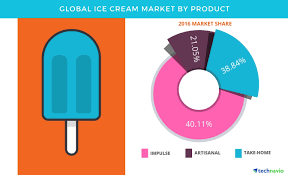 GLOBAL ICE CREAM MARKET BY PRODUCT
2016 MARKET SHARE
21.05%
38.84%
40.11%
IMPULSE ARTISANAL TAKE-HOME
technavio